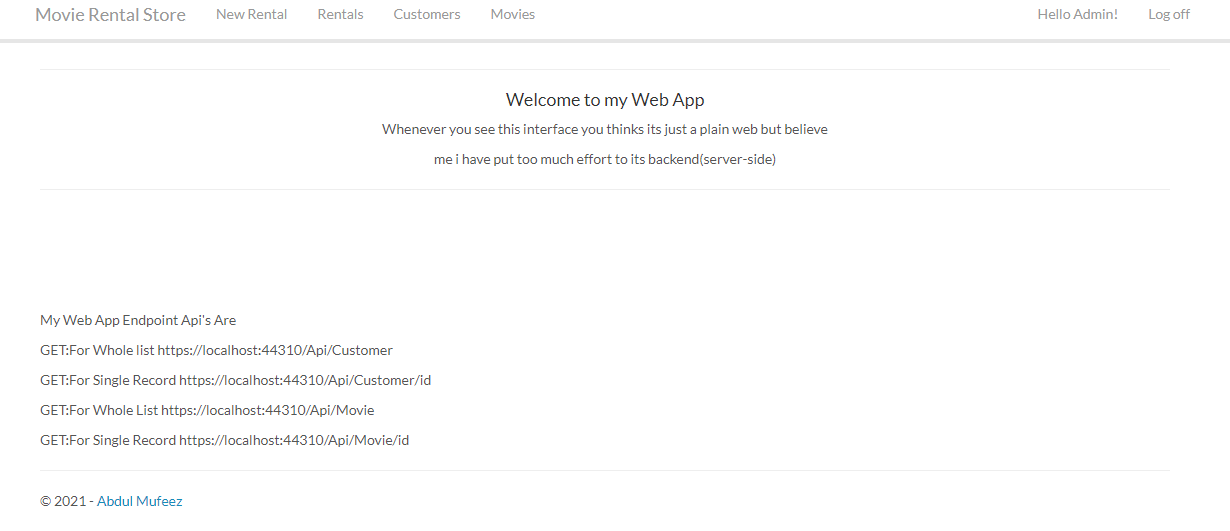 Movie Rental Store New Rental Rentals Customers Movies Hello Admin! Log off
Welcome to my Web App
Whenever you see this interface you thinks its just a plain web but believe
me i have put too much effort to its backend(server-side)
My Web App Endpoint Api's Are
GET:For Whole list https://localhost:44310/Api/Customer
GET:For Single Record https://localhost:44310/Api/Customer/id
GET:For Whole List https://localhost:44310/Api/Movie
GET:For Single Record https://localhost:44310/Api/Movie/id
© 2021 - Abdul Mufeez